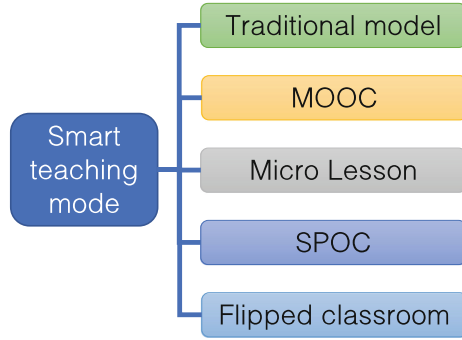 Smart
teaching
mode
Traditional model
MOOC
Micro Lesson
SPOC
Flipped classroom